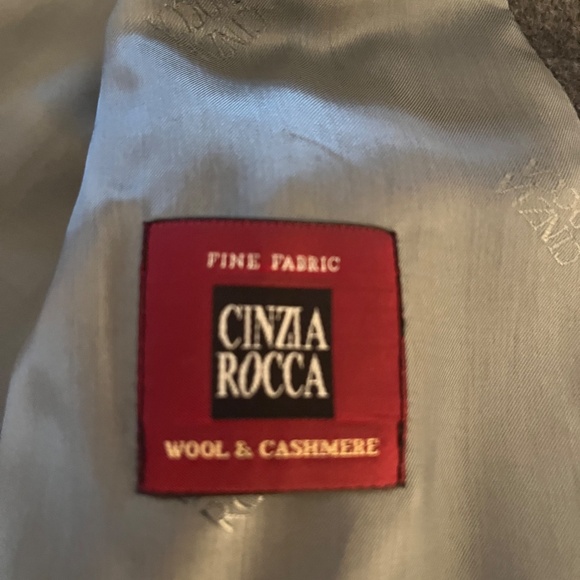 FINE FABRIC
CINZIA
ROCCA
WOOL & CASHMERE